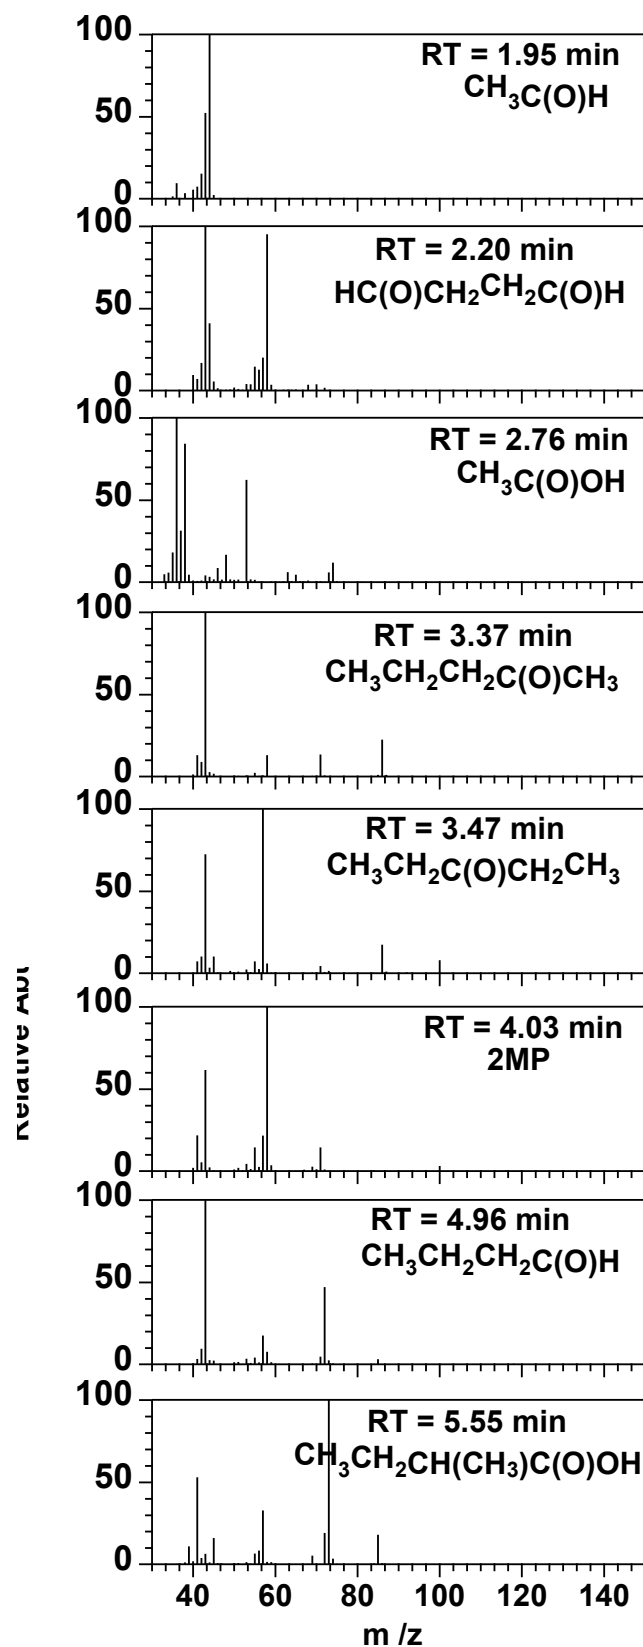 100
RT = 1.95 min
CH₃C(O)H
50
0
100
RT = 2.20 min
HC(O)CH₂CH₂C(O)H
50
0
100
RT = 2.76 min
CH₃C(O)OH
50
0
100
RT = 3.37 min
CH₃CH₂CH₂C(O)CH₃
50
0
100
RT = 3.47 min
CH₃CH₂C(O)CH₂CH₃
50
0
Relative
100
RT = 4.03 min
2MP
50
0
100
RT = 4.96 min
CH₃CH₂CH₂C(O)H
50
0
100
RT = 5.55 min
CH₃CH₂CH(CH₃)C(O)OH
50
0
40 60 80 100 120 140
m /z